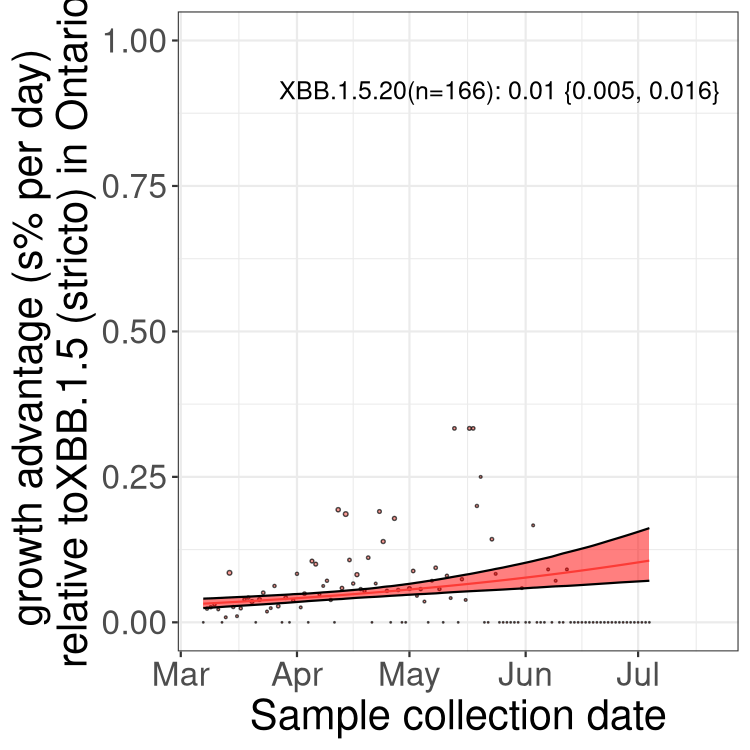 growth advantage (s% per day)
relative toXBB.1.5 (stricto) in Ontario
1.00
0.75
0.50
0.25
0.00
XBB.1.5.20(n=166): 0.01 {0.005, 0.016}
Mar
Apr
May
Jun
Jul
Sample collection date